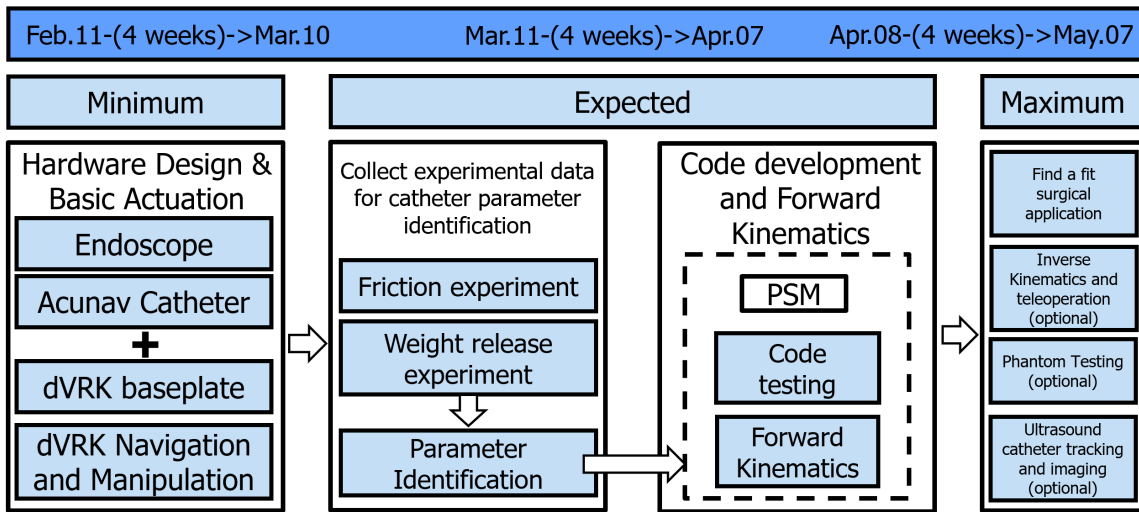 Feb.11-(4 weeks)->Mar.10
Mar.11-(4 weeks)->Apr.07
Apr.08-(4 weeks)->May.07
Minimum
Expected
Maximum
Hardware Design &
Basic Actuation
Endoscope
Acunav Catheter
+
dVRK baseplate
dVRK Navigation
and Manipulation
Collect experimental data
for catheter parameter
identification
Friction experiment
Weight release
experiment
Parameter
Identification
Code development
and Forward
Kinematics
PSM
Code
testing
Forward
Kinematics
Find a fit
surgical
application
Inverse
Kinematics and
teleoperation
(optional)
Phantom Testing
(optional)
Ultrasound
catheter tracking
and imaging
(optional)